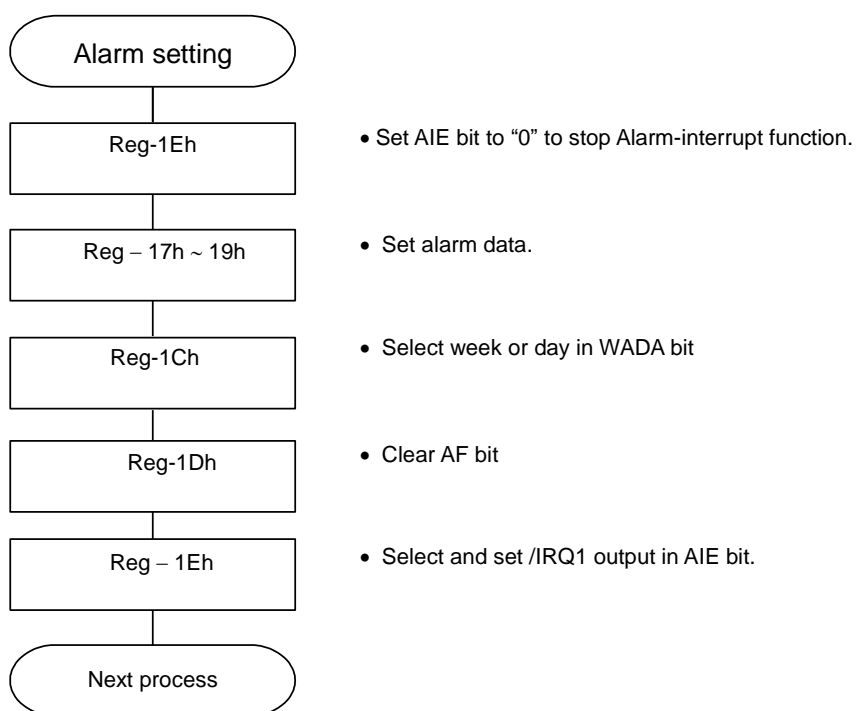 Alarm setting
Reg-1Eh
• Set AIE bit to “0” to stop Alarm-interrupt function.
Reg – 17h ~ 19h
• Set alarm data.
Reg-1Ch
• Select week or day in WADA bit
Reg-1Dh
• Clear AF bit
Reg – 1Eh
• Select and set /IRQ1 output in AIE bit.
Next process